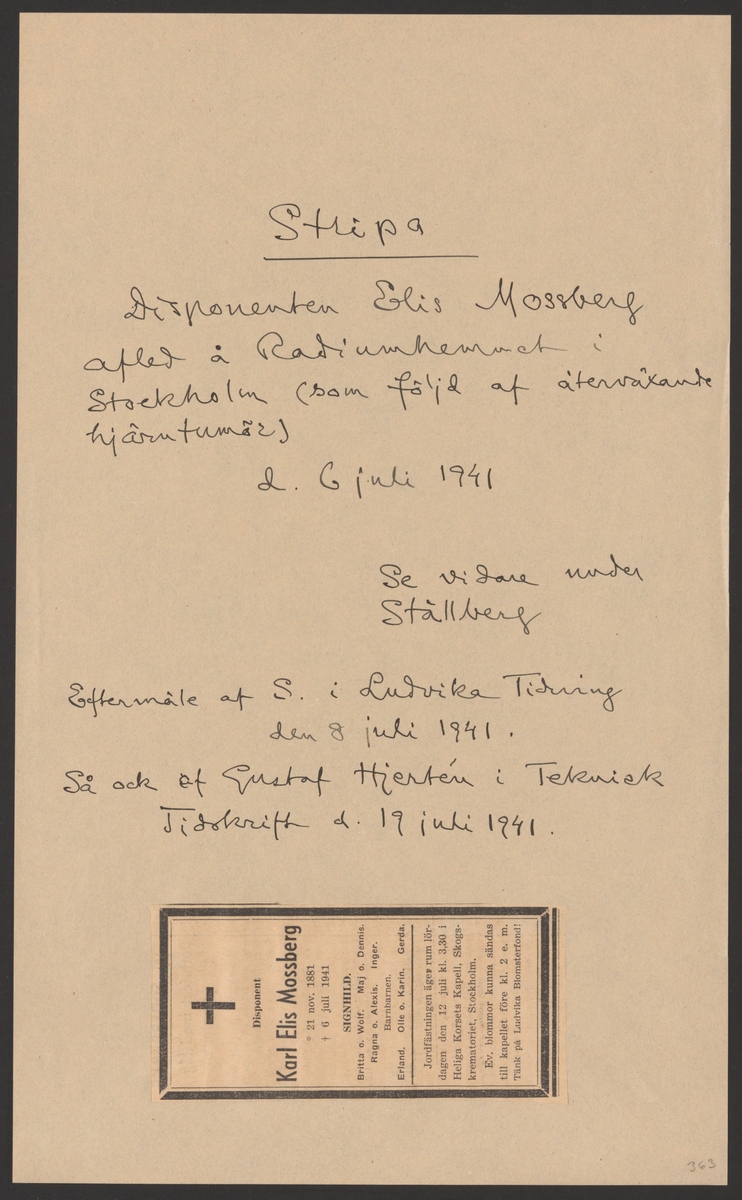 Stripa
Disponenten Elis Mossberg
afled å Radiumhemmet i
Stockholm (som följd af återväxande
hjärntumör)
d. 6 juli 1941
Se vidare under
Ställberg
Eftermäle af S. i Ludvika Tidning
den 8 juli 1941.
Så ock af Gustaf Hjertén i Teknisk
Tidskrift d. 19 juli 1941.
Disponent
Karl Elis Mossberg
* 21 nov. 1881
† 6 juli 1941
SIGNHILD.
Britta o. Wolf. Maj o. Dennis.
Ragna o. Alexis. Inger.
Barnbarnen.
Erland. Olle o. Karin. Gerda.
Jordfästningen äger rum lör-
dagen den 12 juli kl. 3,30 i
Heliga Korsets Kapell, Skogs-
krematoriet, Stockholm.
Ev. blommor kunna sändas
till kapellet före kl. 2 e. m.
Tänk på Ludvika Blomsterfond!
363